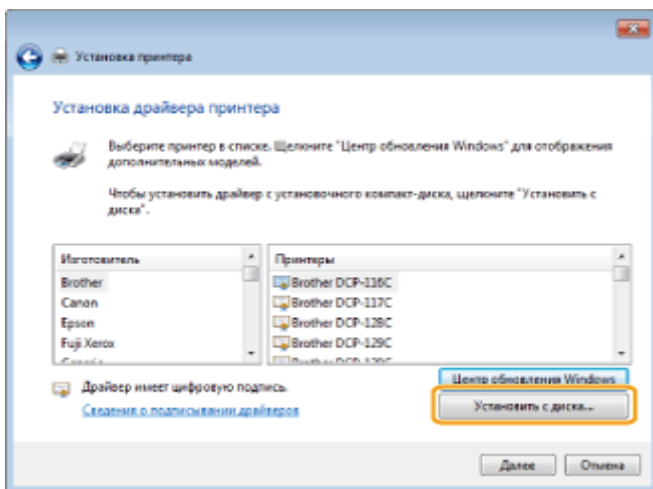 Установка принтера
Установка драйвера принтера
Выберите принтер в списке. Щелкните "Центр обновления Windows" для отображения
дополнительных моделей.
Чтобы установить драйвер с установочного компакт-диска, щелкните "Установить с
диска".
Изготовитель
Принтеры
Brother
Canon
Epson
Fuji Xerox
Brother DCP-116C
Brother DCP-117C
Brother DCP-128C
Brother DCP-129C
Драйвер имеет цифровую подпись.
Сведения о подписывании драйверов
Центр обновления Windows
Установить с диска...
Далее
Отмена